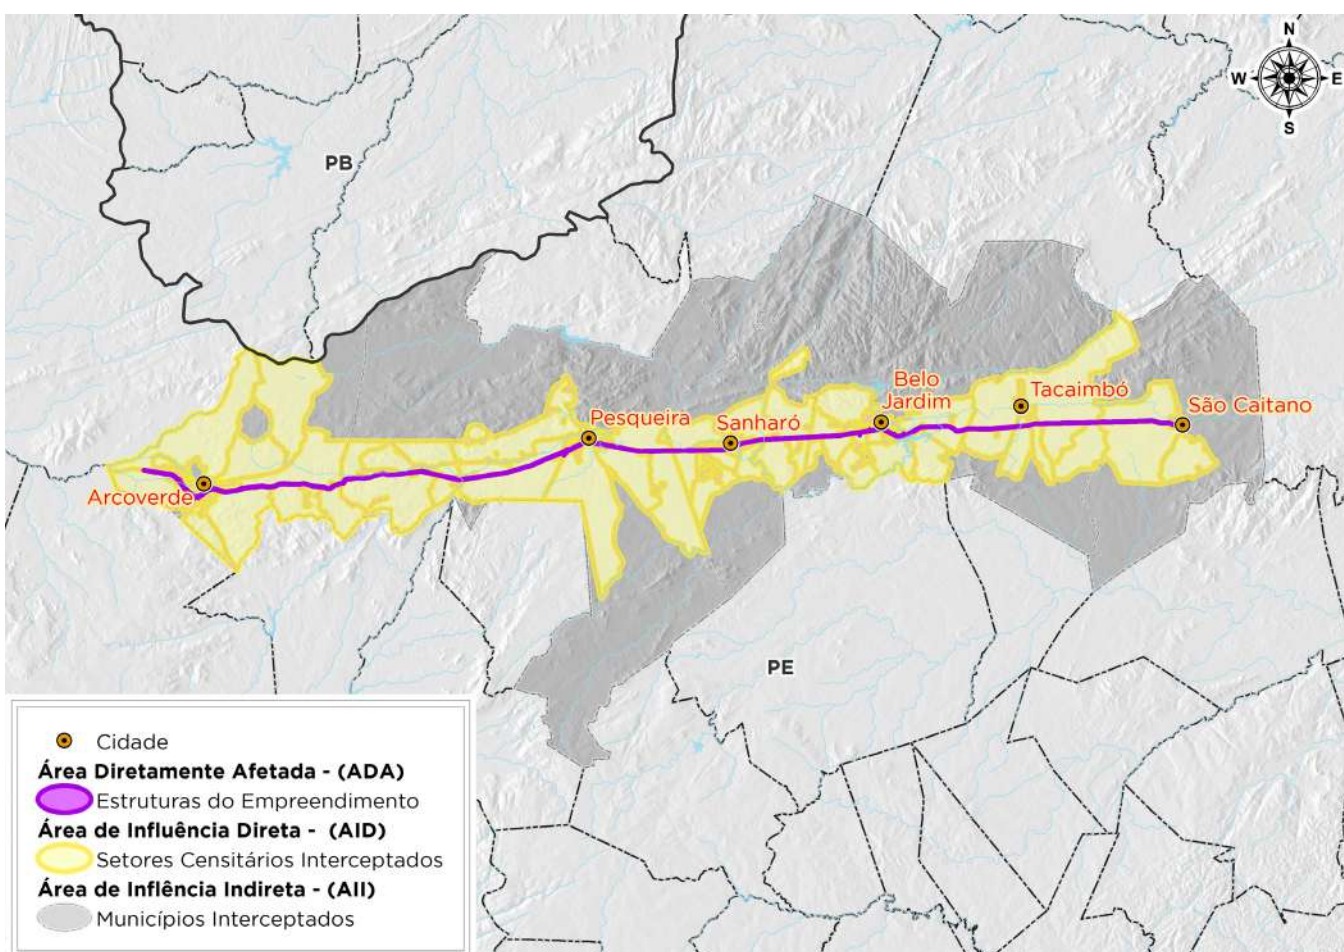 N
W
E
S
PB
Belo
Jardim
Tacaimbó
São Caitano
Pesqueira
Sanharó
Arcoverde
PE
Cidade
Área Diretamente Afetada - (ADA)
Estruturas do Empreendimento
Área de Influência Direta - (AID)
Setores Censitários Interceptados
Área de Inflência Indireta - (AII)
Municípios Interceptados